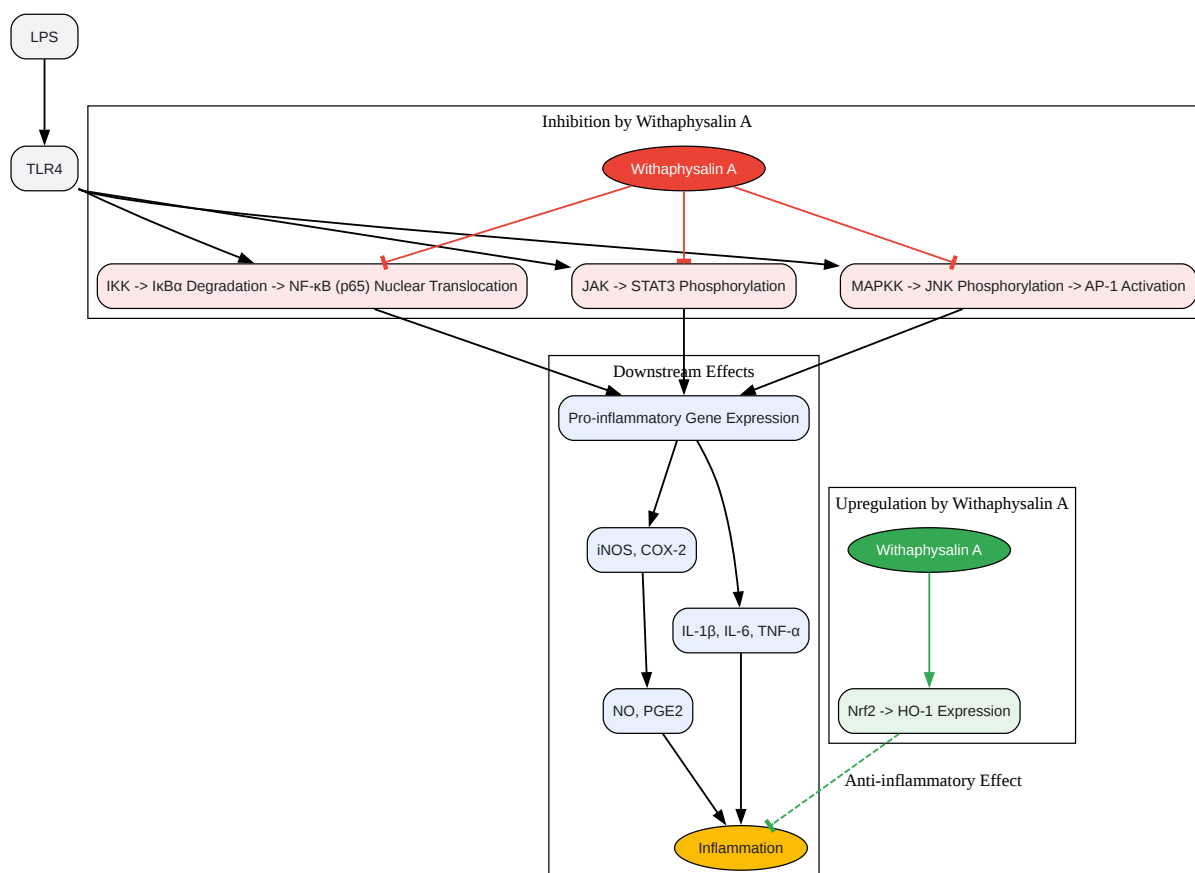 LPS
Inhibition by Withaphysalin A
TLR4
Withaphysalin A
IKK -> IκBα Degradation -> NF-κB (p65) Nuclear Translocation
JAK -> STAT3 Phosphorylation
MAPKK -> JNK Phosphorylation -> AP-1 Activation
Downstream Effects
Pro-inflammatory Gene Expression
Upregulation by Withaphysalin A
iNOS, COX-2
Withaphysalin A
IL-1β, IL-6, TNF-α
NO, PGE2
Nrf2 -> HO-1 Expression
Anti-inflammatory Effect
Inflammation